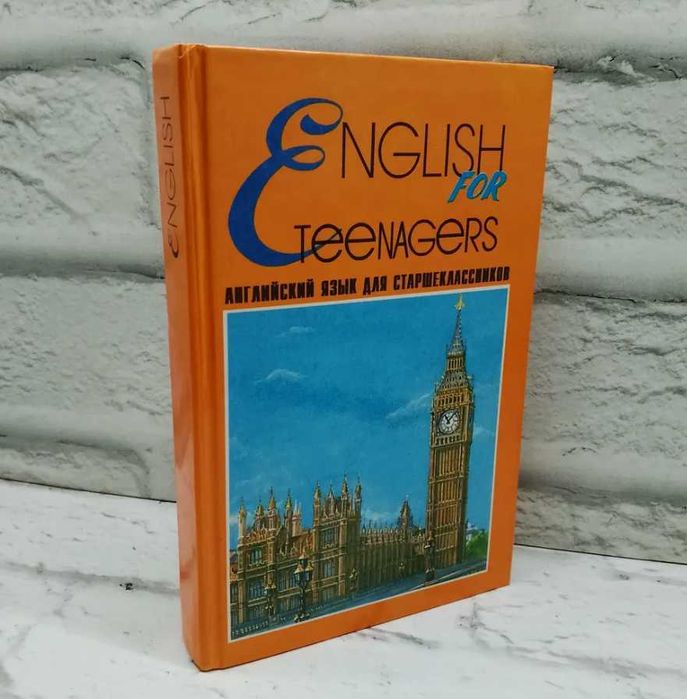 ENGLISH
ENGLISH
FOR
TEENAGERS
АНГЛИЙСКИЙ ЯЗЫК ДЛЯ СТАРШЕКЛАССНИКОВ